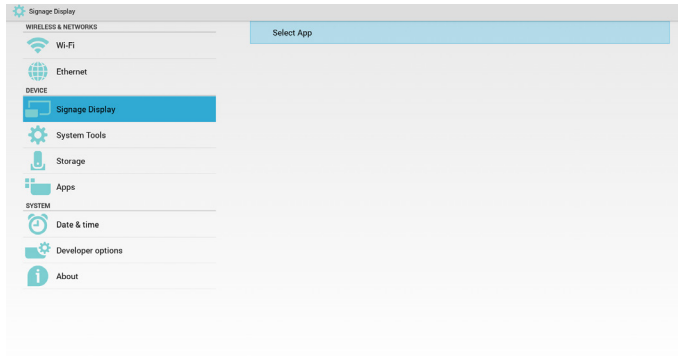 Signage Display
WIRELESS & NETWORKS
Wi-Fi
Ethernet
DEVICE
Signage Display
System Tools
Storage
Apps
SYSTEM
Date & time
Developer options
About
Select App